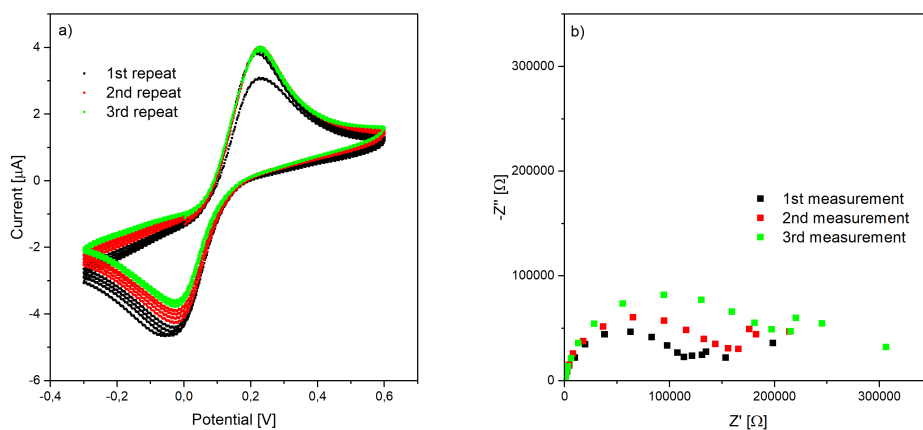 a)
1st repeat
2nd repeat
3rd repeat
4
2
0
-2
-4
-6
Current [µA]
-0,4 -0,2 0,0 0,2 0,4 0,6
Potential [V]
b)
300000
200000
100000
0
-Z'' [Ω]
1st measurement
2nd measurement
3rd measurement
0 100000 200000 300000
Z' [Ω]